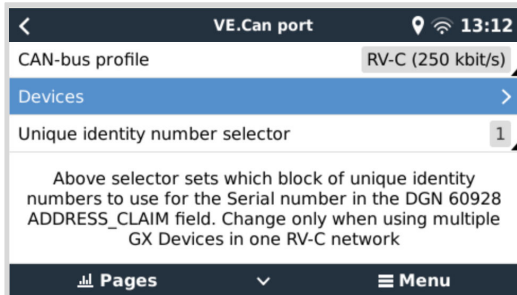 VE.Can port 13:12
CAN-bus profile RV-C (250 kbit/s)
Devices
Unique identity number selector 1
Above selector sets which block of unique identity
numbers to use for the Serial number in the DGN 60928
ADDRESS_CLAIM field. Change only when using multiple
GX Devices in one RV-C network
Pages Menu